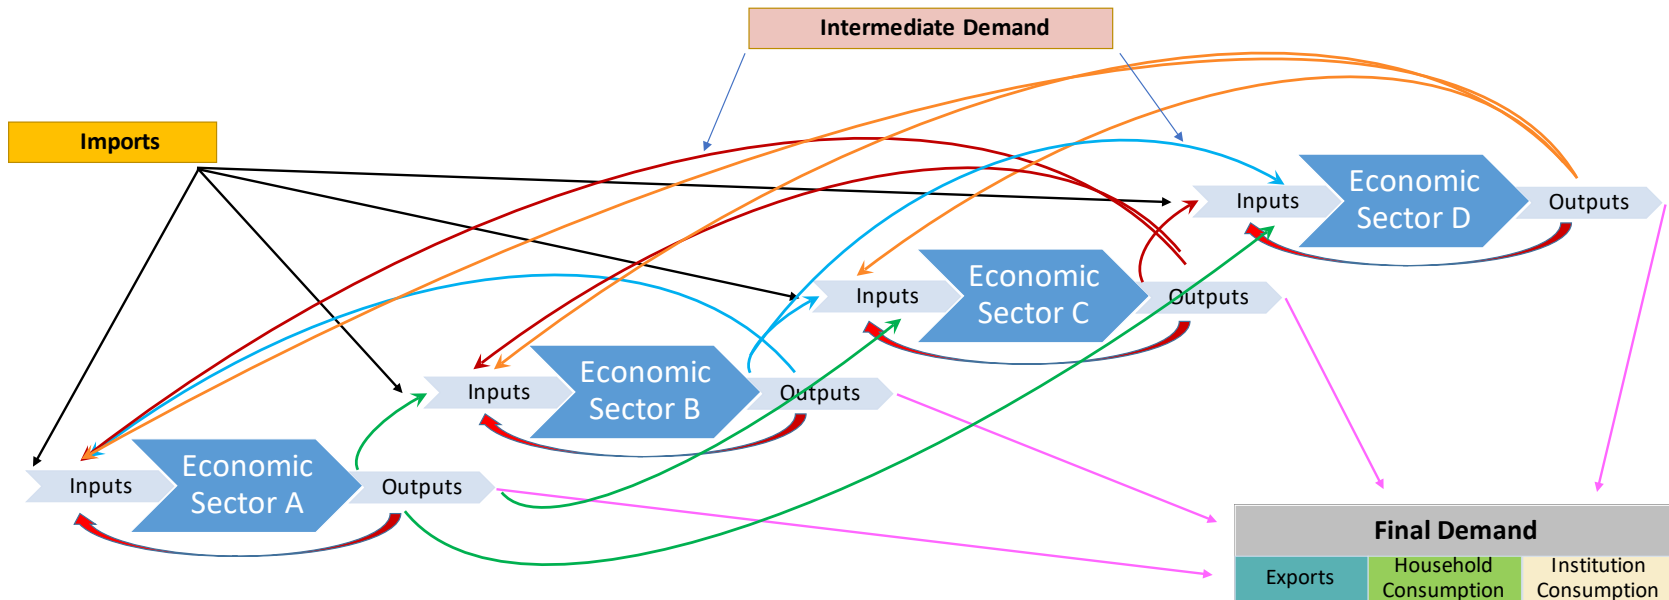 Intermediate Demand
Imports
Economic
Sector D
Inputs
Outputs
Economic
Sector C
Inputs
Outputs
Economic
Sector B
Inputs
Outputs
Economic
Sector A
Inputs
Outputs
Final Demand
Exports
Household
Consumption
Institution
Consumption